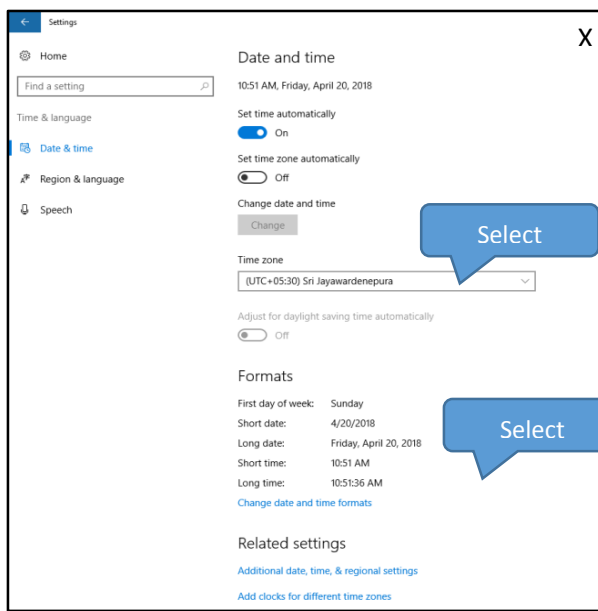 Settings
X
Home
Find a setting
Time & language
Date & time
Region & language
Speech
Date and time
10:51 AM, Friday, April 20, 2018
Set time automatically
On
Set time zone automatically
Off
Change date and time
Change
Select
Time zone
(UTC+05:30) Sri Jayawardenepura
Adjust for daylight saving time automatically
Off
Formats
First day of week: Sunday
Short date: 4/20/2018
Long date: Friday, April 20, 2018
Short time: 10:51 AM
Long time: 10:51:36 AM
Select
Change date and time formats
Related settings
Additional date, time, & regional settings
Add clocks for different time zones